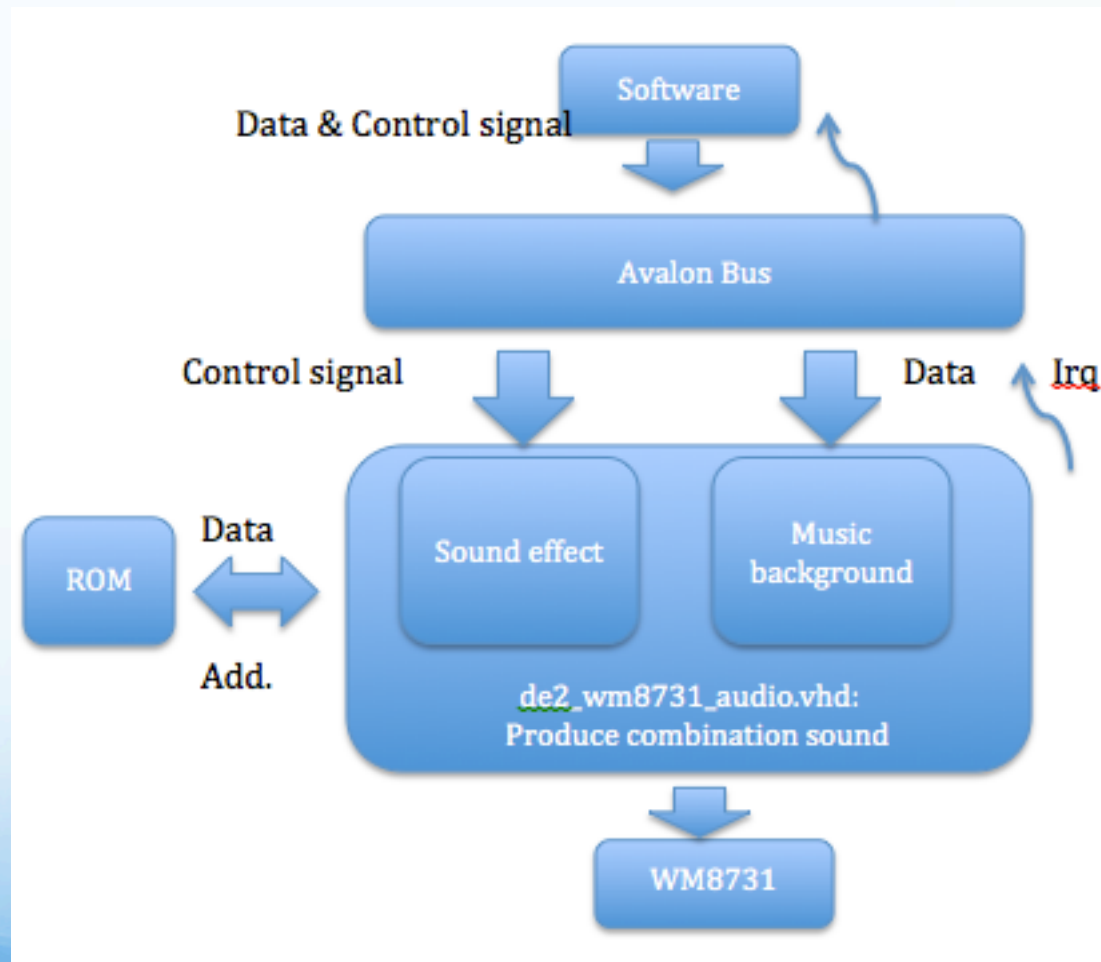 Software
Data & Control signal
Avalon Bus
Control signal
Data
Irq
Sound effect
Music
background
ROM
Data
Add.
de2_wm8731_audio.vhd:
Produce combination sound
WM8731